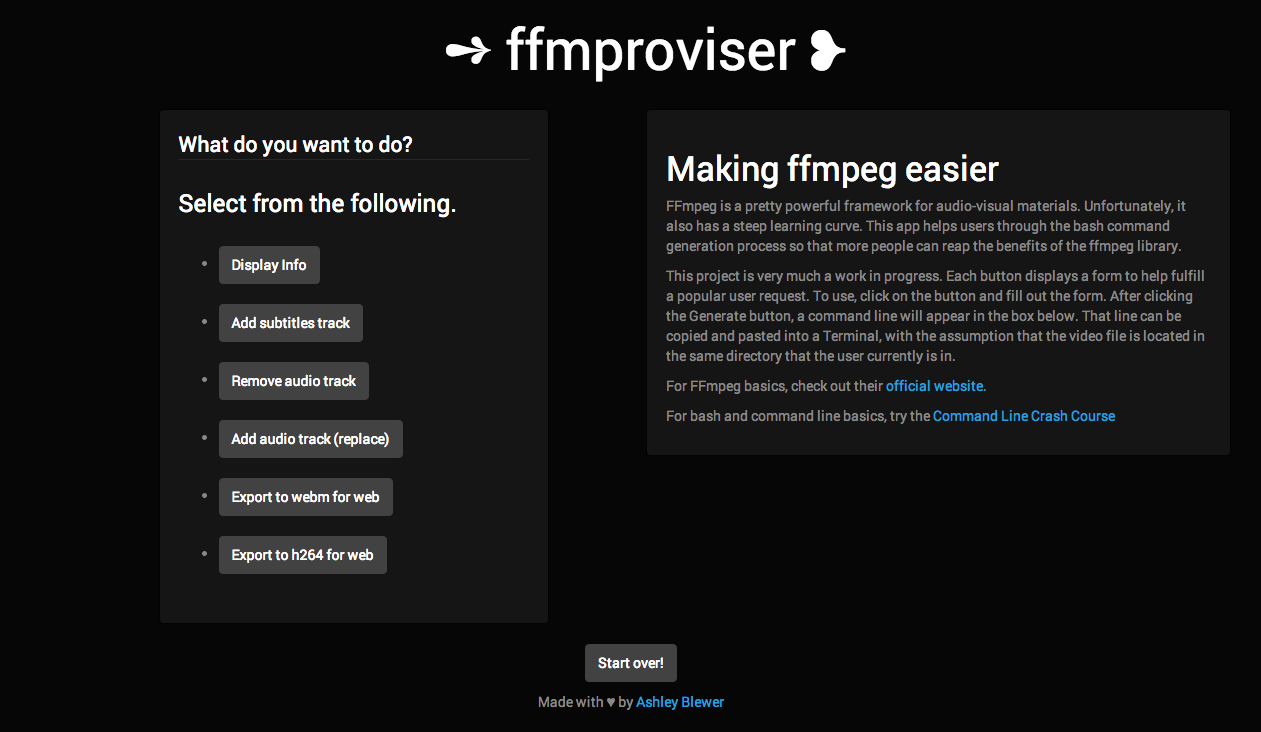 ➛ ffmproviser ❥
What do you want to do?
Select from the following.
• Display Info
• Add subtitles track
• Remove audio track
• Add audio track (replace)
• Export to webm for web
• Export to h264 for web
Making ffmpeg easier
FFmpeg is a pretty powerful framework for audio-visual materials. Unfortunately, it
also has a steep learning curve. This app helps users through the bash command
generation process so that more people can reap the benefits of the ffmpeg library.
This project is very much a work in progress. Each button displays a form to help fulfill
a popular user request. To use, click on the button and fill out the form. After clicking
the Generate button, a command line will appear in the box below. That line can be
copied and pasted into a Terminal, with the assumption that the video file is located in
the same directory that the user currently is in.
For FFmpeg basics, check out their official website.
For bash and command line basics, try the Command Line Crash Course
Start over!
Made with ♥ by Ashley Blewer